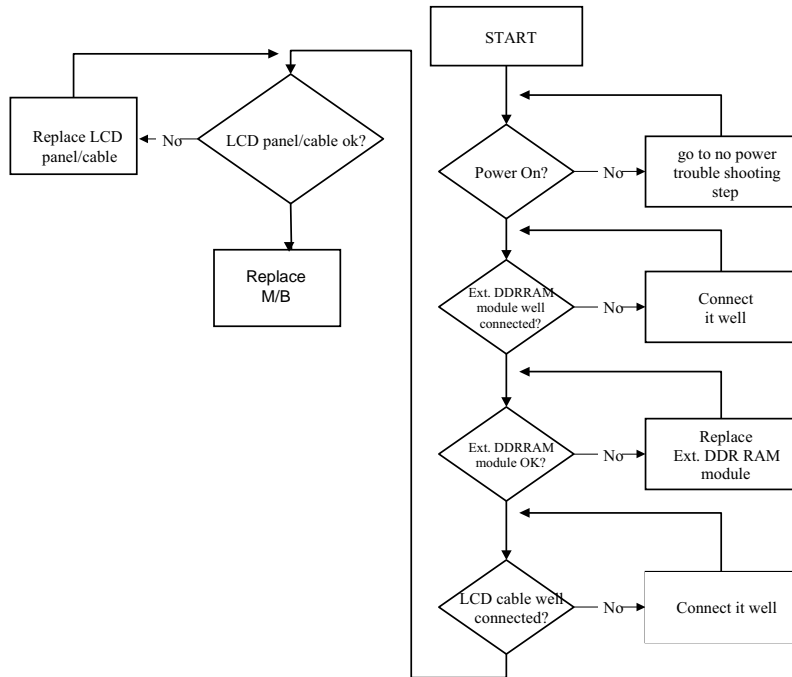 START
Power On?
No
go to no power
trouble shooting
step
Ext. DDRRAM
module well
connected?
No
Connect
it well
Ext. DDRRAM
module OK?
No
Replace
Ext. DDR RAM
module
LCD cable well
connected?
No
Connect it well
LCD panel/cable ok?
No
Replace LCD
panel/cable
Replace
M/B